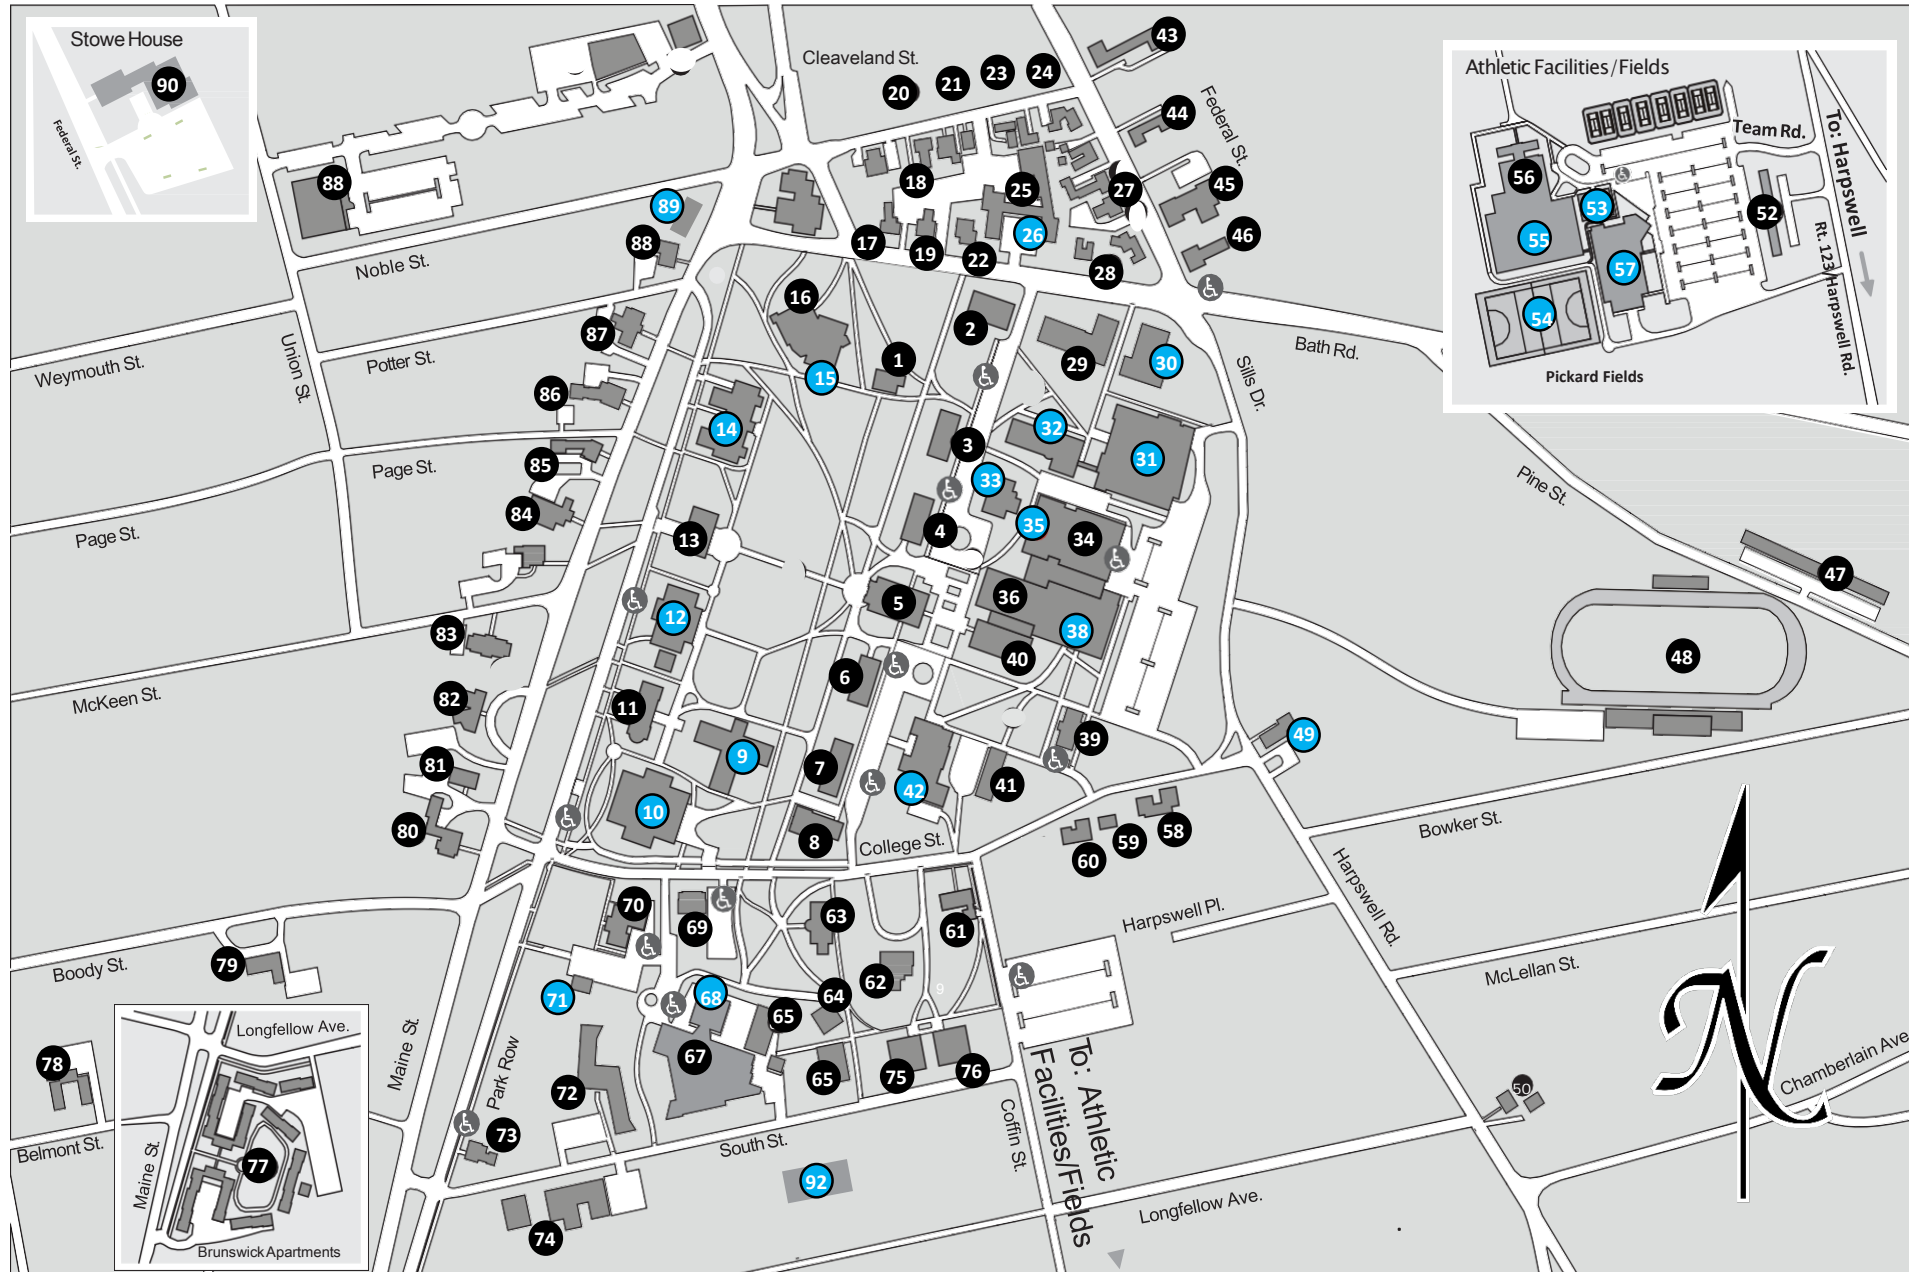 Stowe House
90
Federal St.
Cleaveland St.
43
20
21
23
24
44
Federal St.
88
18
25
27
45
89
26
46
88
17
19
22
28
Noble St.
16
2
87
1
29
30
Bath Rd.
Weymouth St.
Union St.
Potter St.
15
Sills Dr.
86
14
3
32
31
Page St.
85
33
84
4
35
34
Page St.
13
Pine St.
47
5
36
12
38
83
40
48
6
McKeen St.
82
11
39
49
9
7
81
41
42
10
80
8
College St.
60
59
58
Bowker St.
Harpswell Rd.
70
63
69
61
Harpswell Pl.
79
Boody St.
62
McLellan St.
71
68
64
9
65
67
72
65
75
76
Park Row
Maine St.
78
Belmont St.
73
South St.
92
74
Coffin St.
To: Athletic
Facilities/Fields
Longfellow Ave.
50
Chamberlain Ave
N
Longfellow Ave.
77
Maine St.
Brunswick Apartments
Athletic Facilities/Fields
Team Rd.
To: Harpswell
56
53
52
55
57
54
Rt. 123/Harpswell Rd.
Pickard Fields